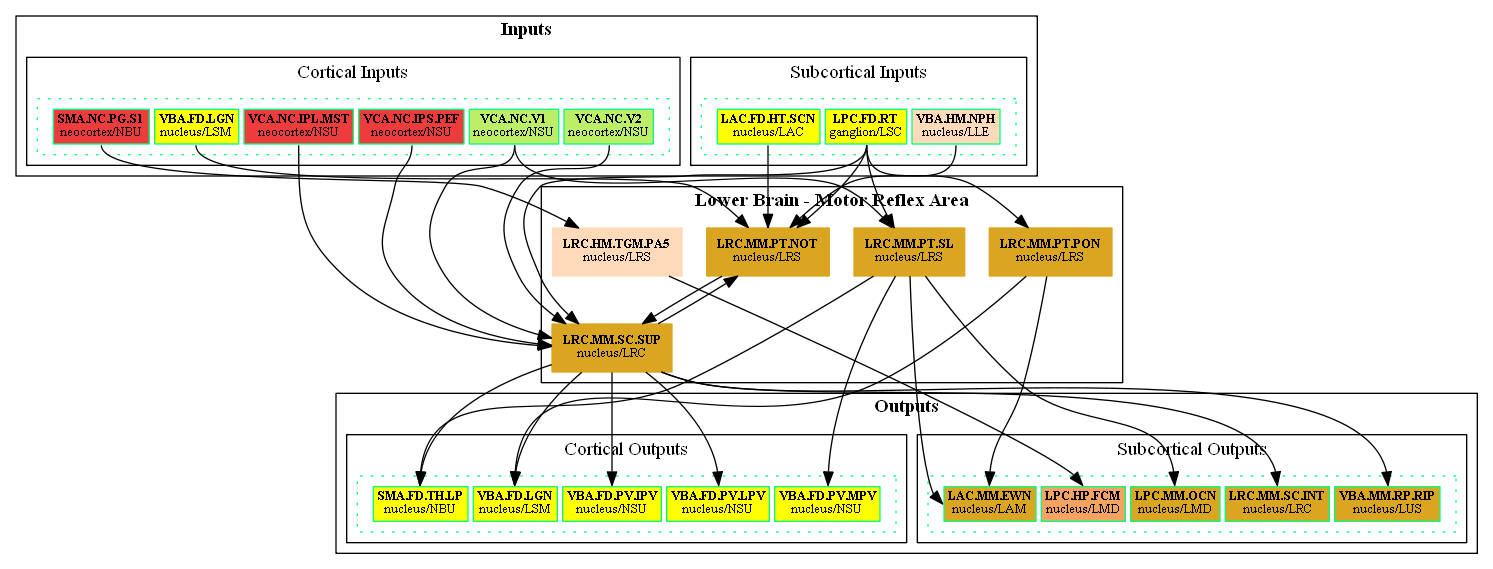 Inputs
Cortical Inputs
Subcortical Inputs
SMA.NC.PG.S1
neocortex/NBU
VBA.FD.LGN
nucleus/LSM
VCA.NC.IPL.MST
neocortex/NSU
VCA.NC.IPS.PEF
neocortex/NSU
VCA.NC.V1
neocortex/NSU
VCA.NC.V2
neocortex/NSU
LAC.FD.HT.SCN
nucleus/LAC
LPC.FD.RT
ganglion/LSC
VBA.HM.NPH
nucleus/LLE
Lower Brain - Motor Reflex Area
LRC.HM.TGM.PA5
nucleus/LRS
LRC.MM.PT.NOT
nucleus/LRS
LRC.MM.PT.SL
nucleus/LRS
LRC.MM.PT.PON
nucleus/LRS
LRC.MM.SC.SUP
nucleus/LRC
Outputs
Cortical Outputs
Subcortical Outputs
SMA.FD.TH.LP
nucleus/NBU
VBA.FD.LGN
nucleus/LSM
VBA.FD.PV.IPV
nucleus/NSU
VBA.FD.PV.LPV
nucleus/NSU
VBA.FD.PV.MPV
nucleus/NSU
LAC.MM.EWN
nucleus/LAM
LPC.HP.FCM
nucleus/LMD
LPC.MM.OCN
nucleus/LMD
LRC.MM.SC.INT
nucleus/LRC
VBA.MM.RP.RIP
nucleus/LUS